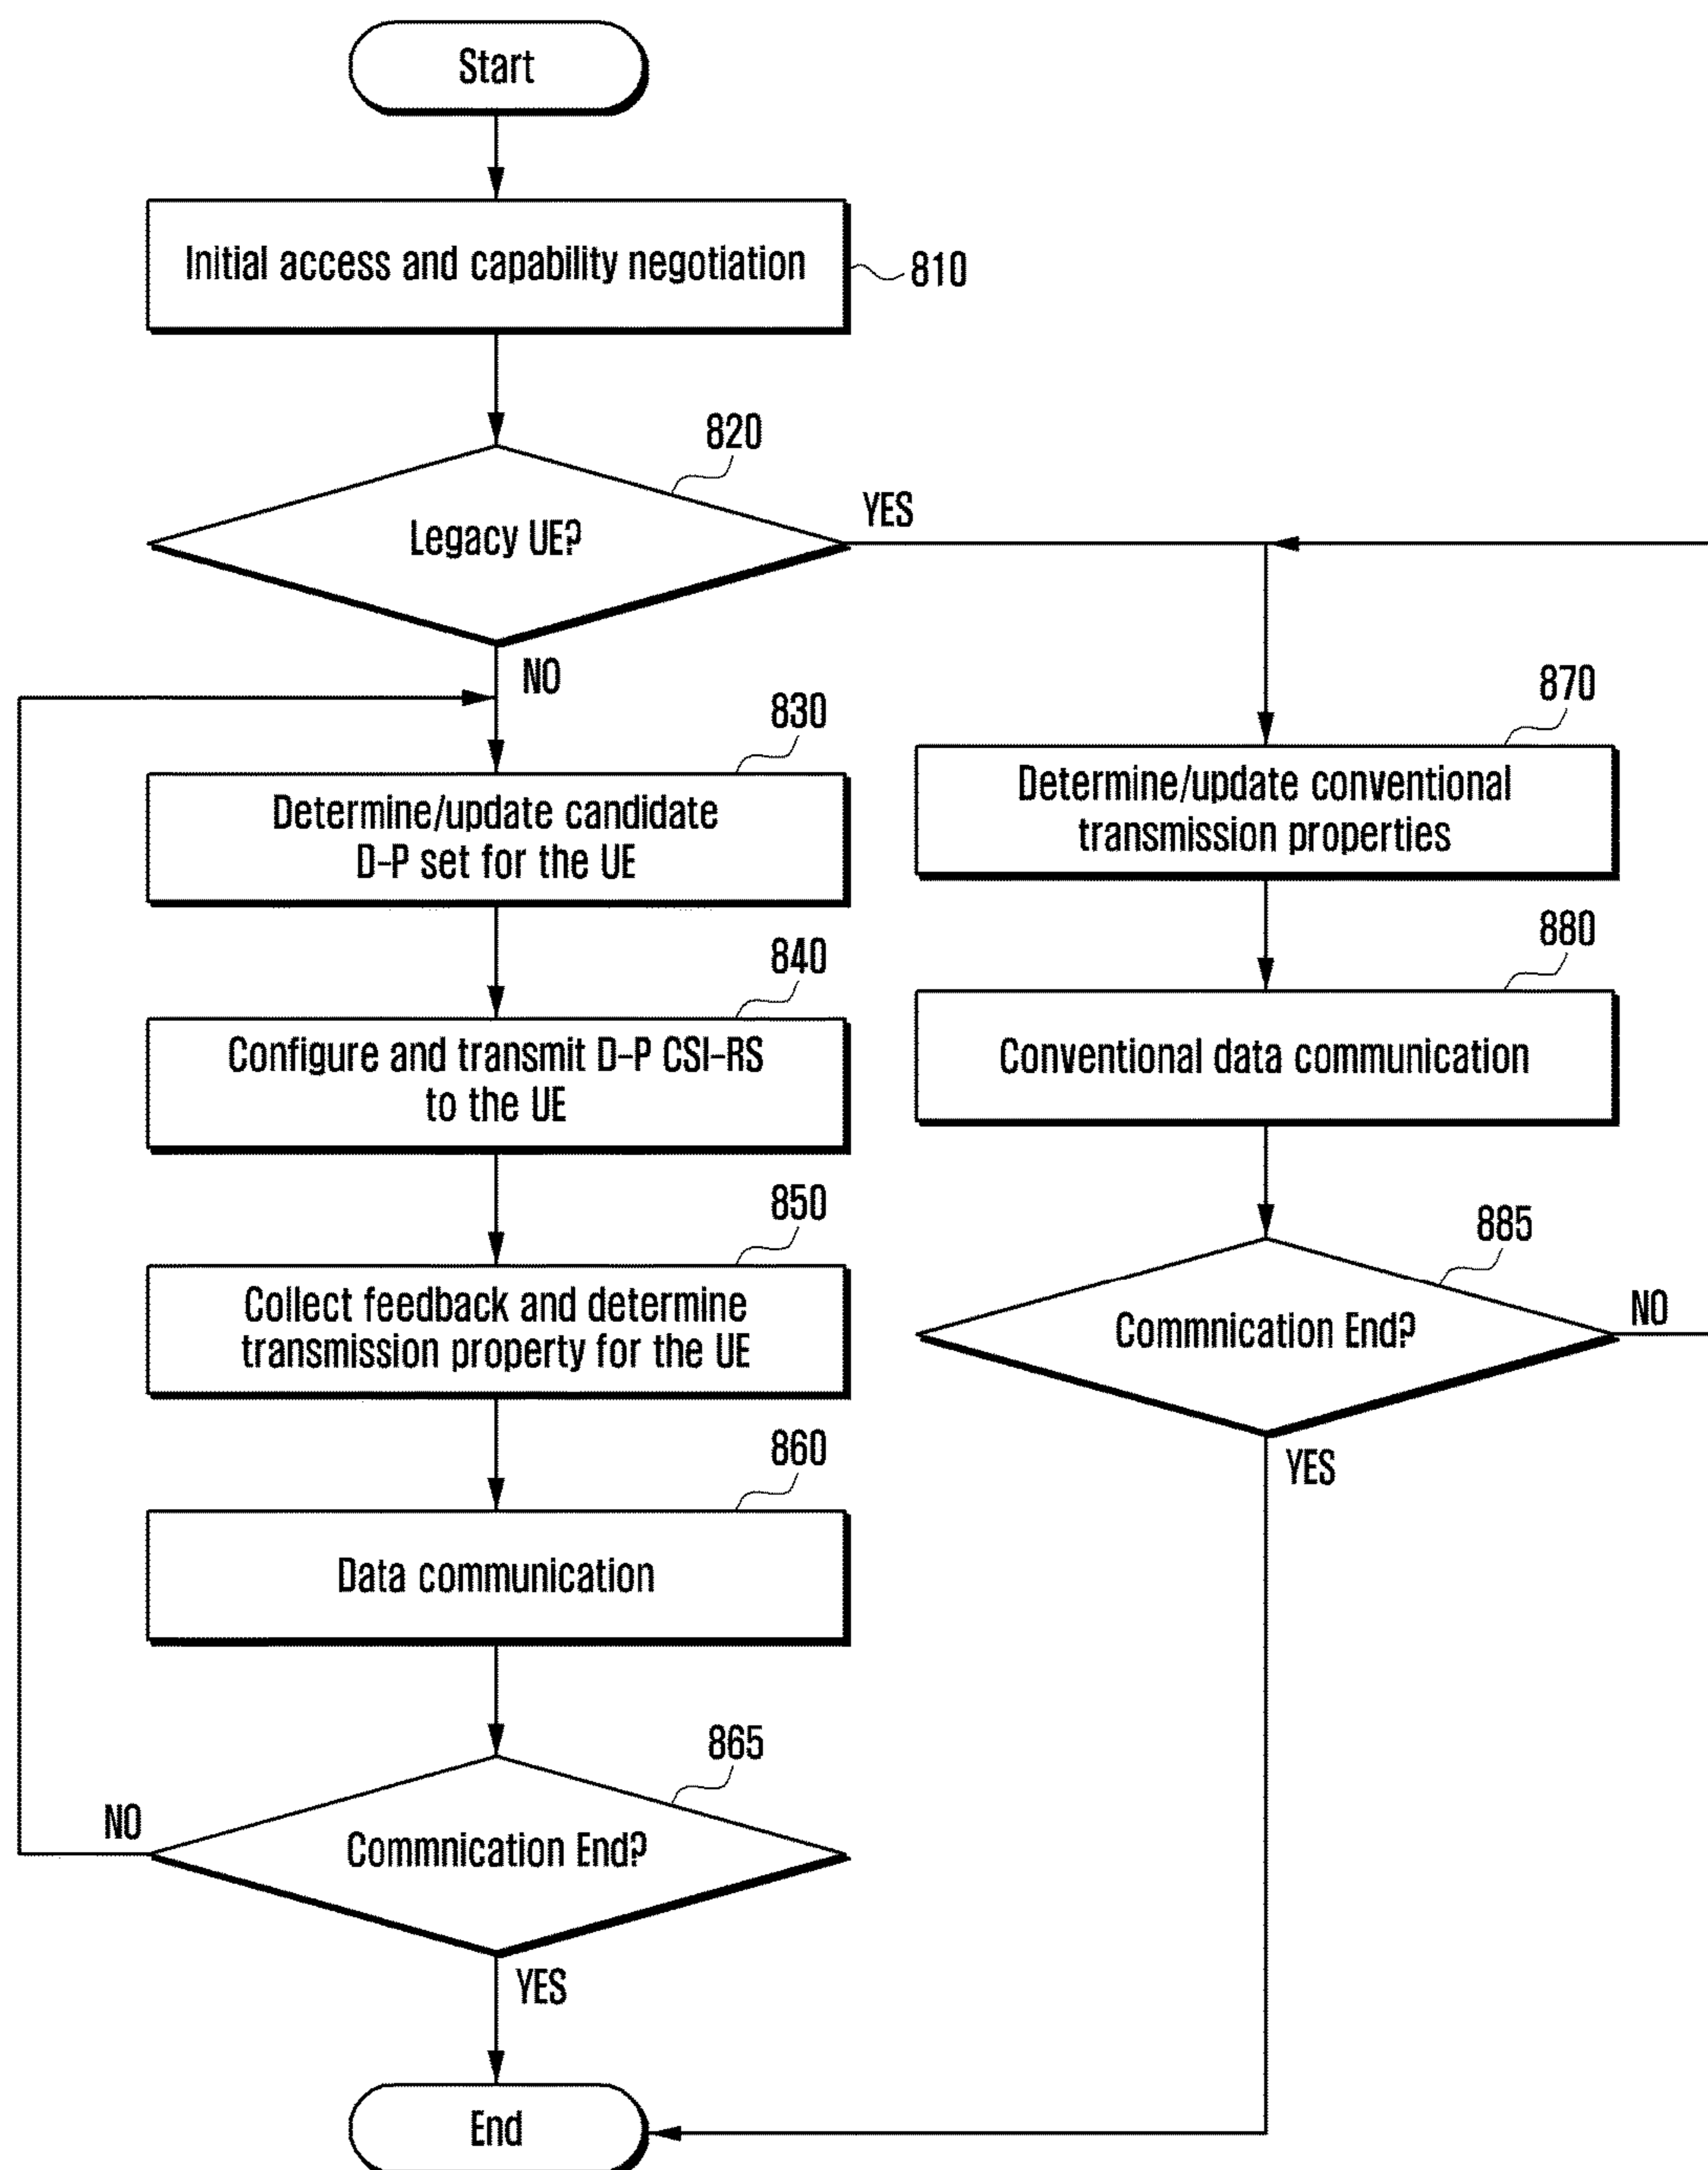 Start
Initial access and capability negotiation
810
820
Legacy UE?
YES
NO
830
Determine/update candidate
D-P set for the UE
840
Configure and transmit D-P CSI-RS
to the UE
850
Collect feedback and determine
transmission property for the UE
860
Data communication
865
Commnication End?
NO
YES
870
Determine/update conventional
transmission properties
880
Conventional data communication
885
Commnication End?
NO
YES
End